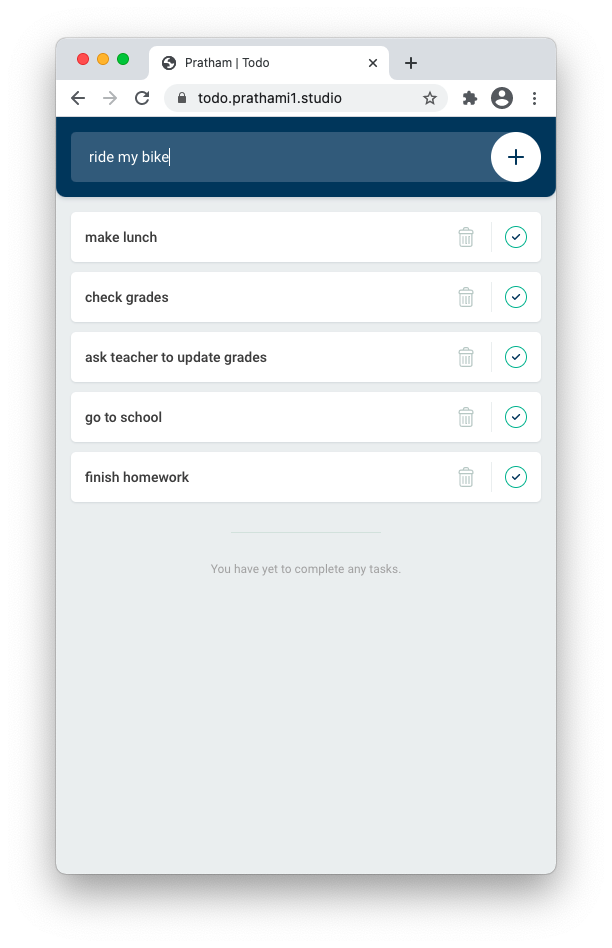 Pratham | Todo
todo.prathami1.studio
ride my bike
make lunch
check grades
ask teacher to update grades
go to school
finish homework
You have yet to complete any tasks.